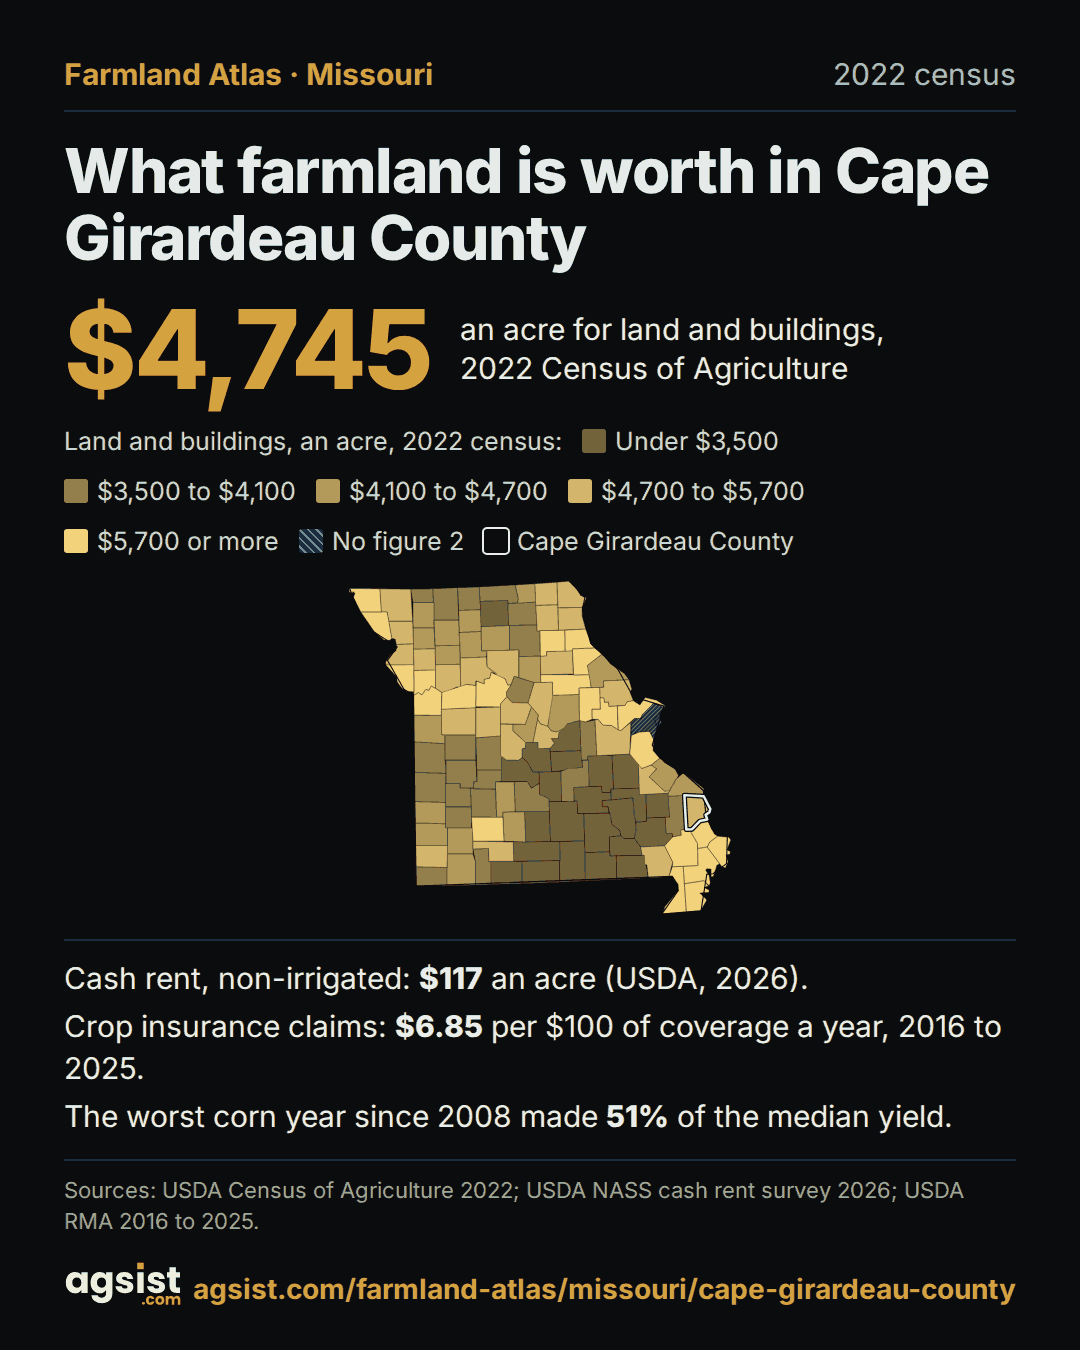 Farmland Atlas · Missouri
2022 census
What farmland is worth in Cape
Girardeau County
$4,745
an acre for land and buildings,
2022 Census of Agriculture
Land and buildings, an acre, 2022 census: Under $3,500
$3,500 to $4,100 $4,100 to $4,700 $4,700 to $5,700
$5,700 or more No figure 2 Cape Girardeau County
Cash rent, non-irrigated: $117 an acre (USDA, 2026).
Crop insurance claims: $6.85 per $100 of coverage a year, 2016 to
2025.
The worst corn year since 2008 made 51% of the median yield.
Sources: USDA Census of Agriculture 2022; USDA NASS cash rent survey 2026; USDA
RMA 2016 to 2025.
agsist.com
agsist.com/farmland-atlas/missouri/cape-girardeau-county